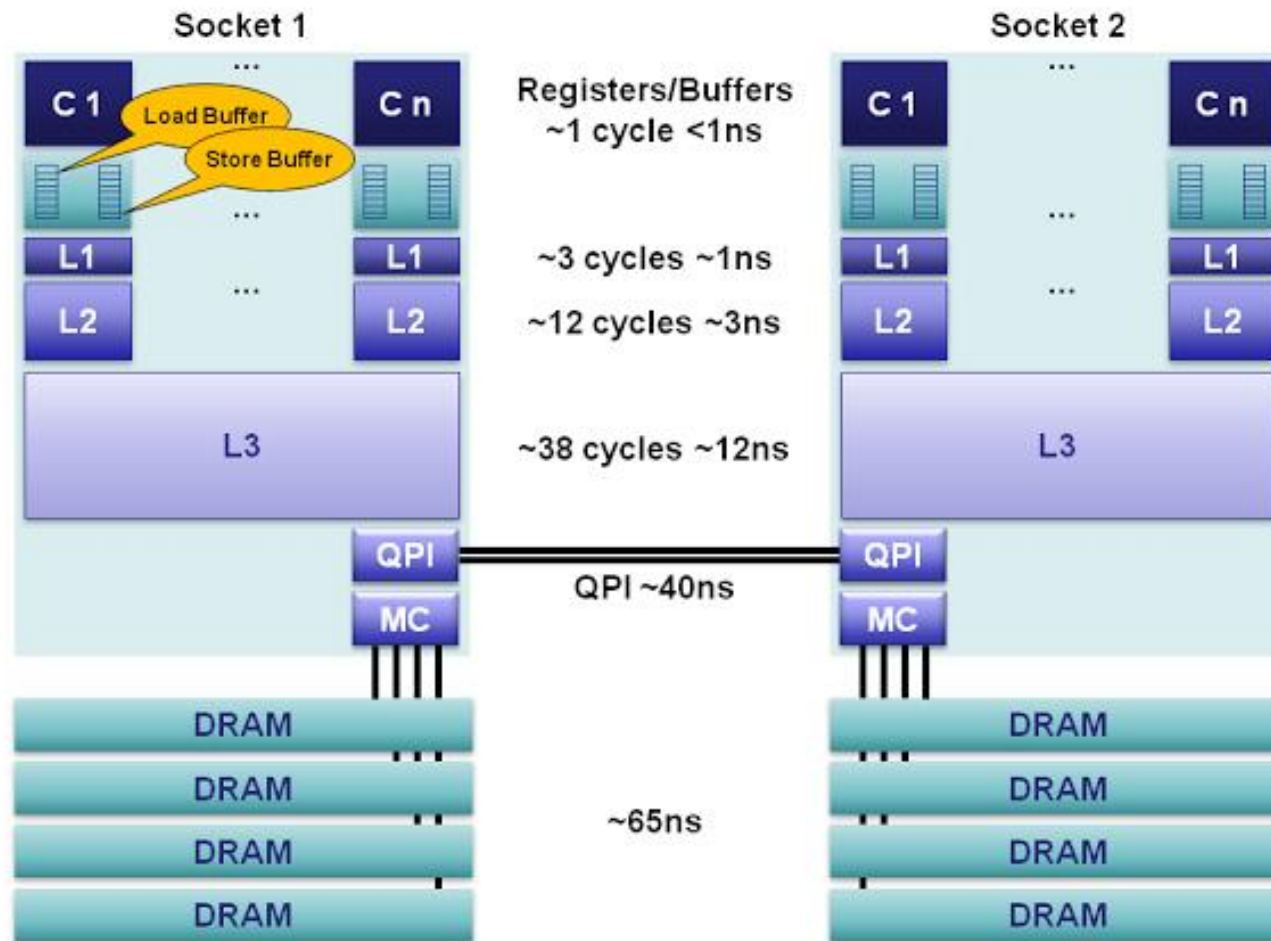 Socket 1
Socket 2
...
...
C 1
C n
Registers/Buffers
~1 cycle <1ns
C 1
C n
Load Buffer
Store Buffer
...
...
L1
L1
~3 cycles ~1ns
L1
L1
...
...
L2
L2
~12 cycles ~3ns
L2
L2
L3
~38 cycles ~12ns
L3
QPI
QPI
QPI ~40ns
MC
MC
DRAM
DRAM
DRAM
DRAM
~65ns
DRAM
DRAM
DRAM
DRAM